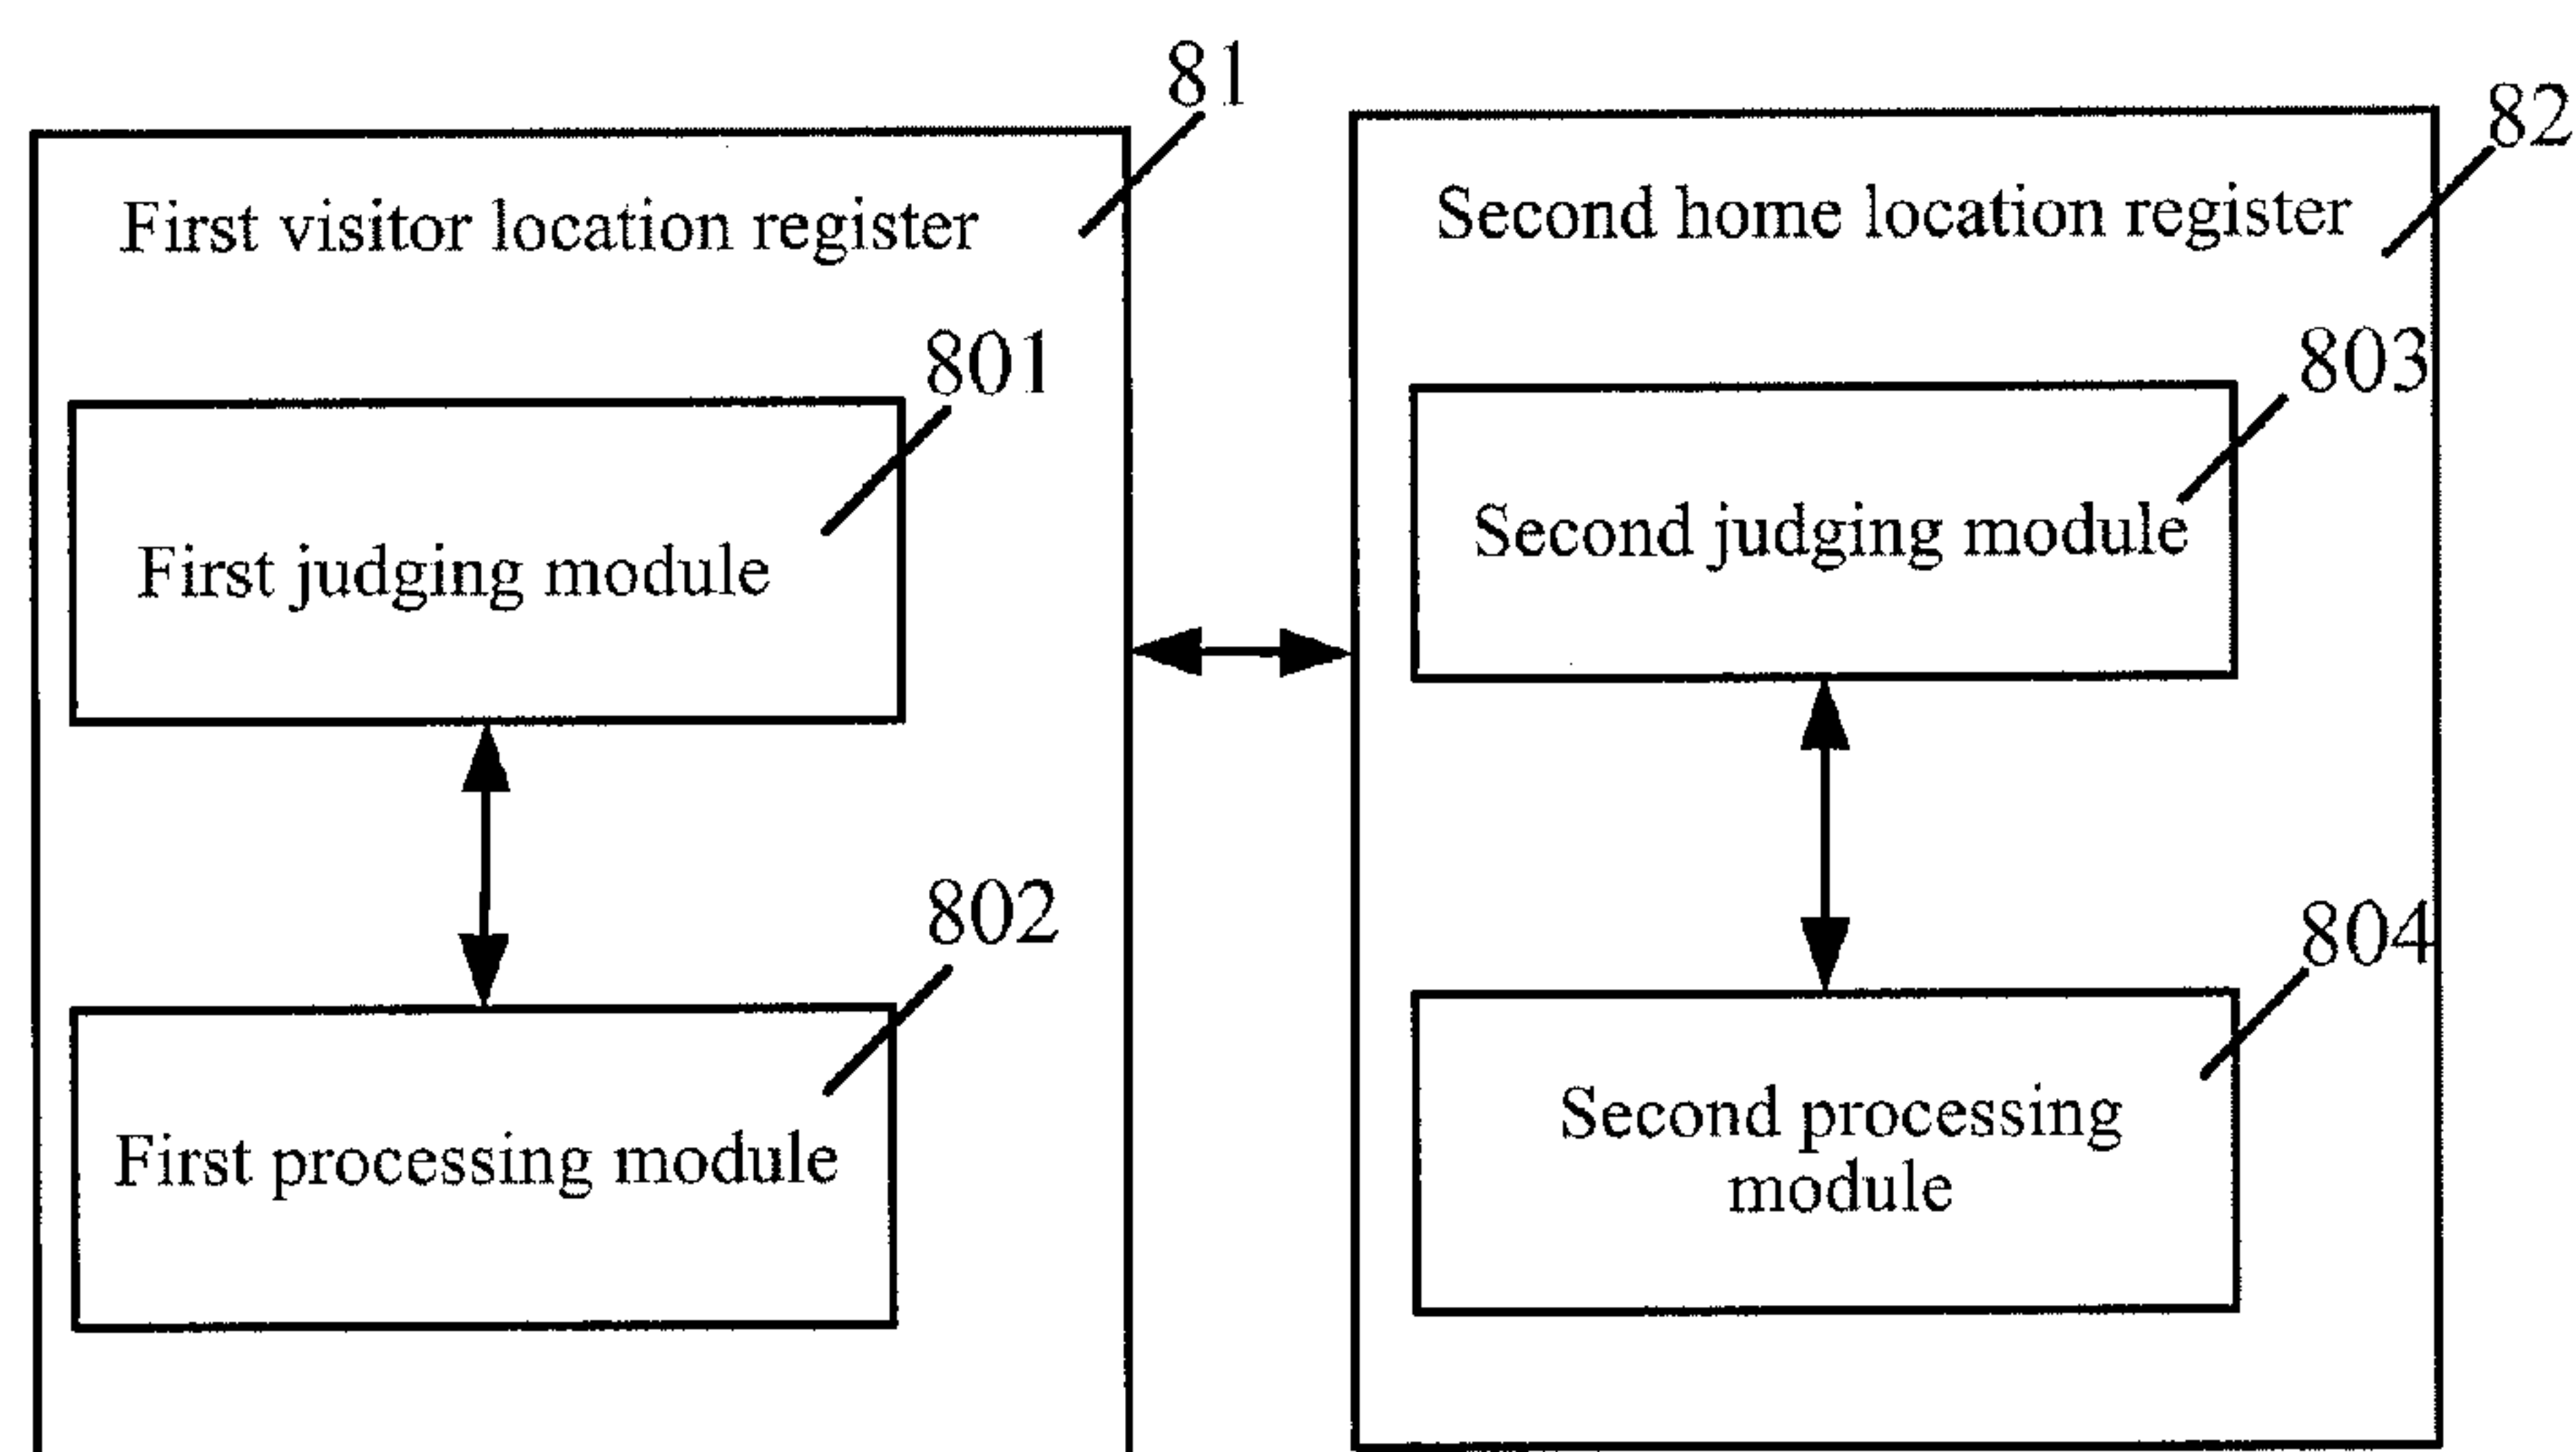 81
First visitor location register
801
First judging module
802
First processing module
82
Second home location register
803
Second judging module
804
Second processing
module